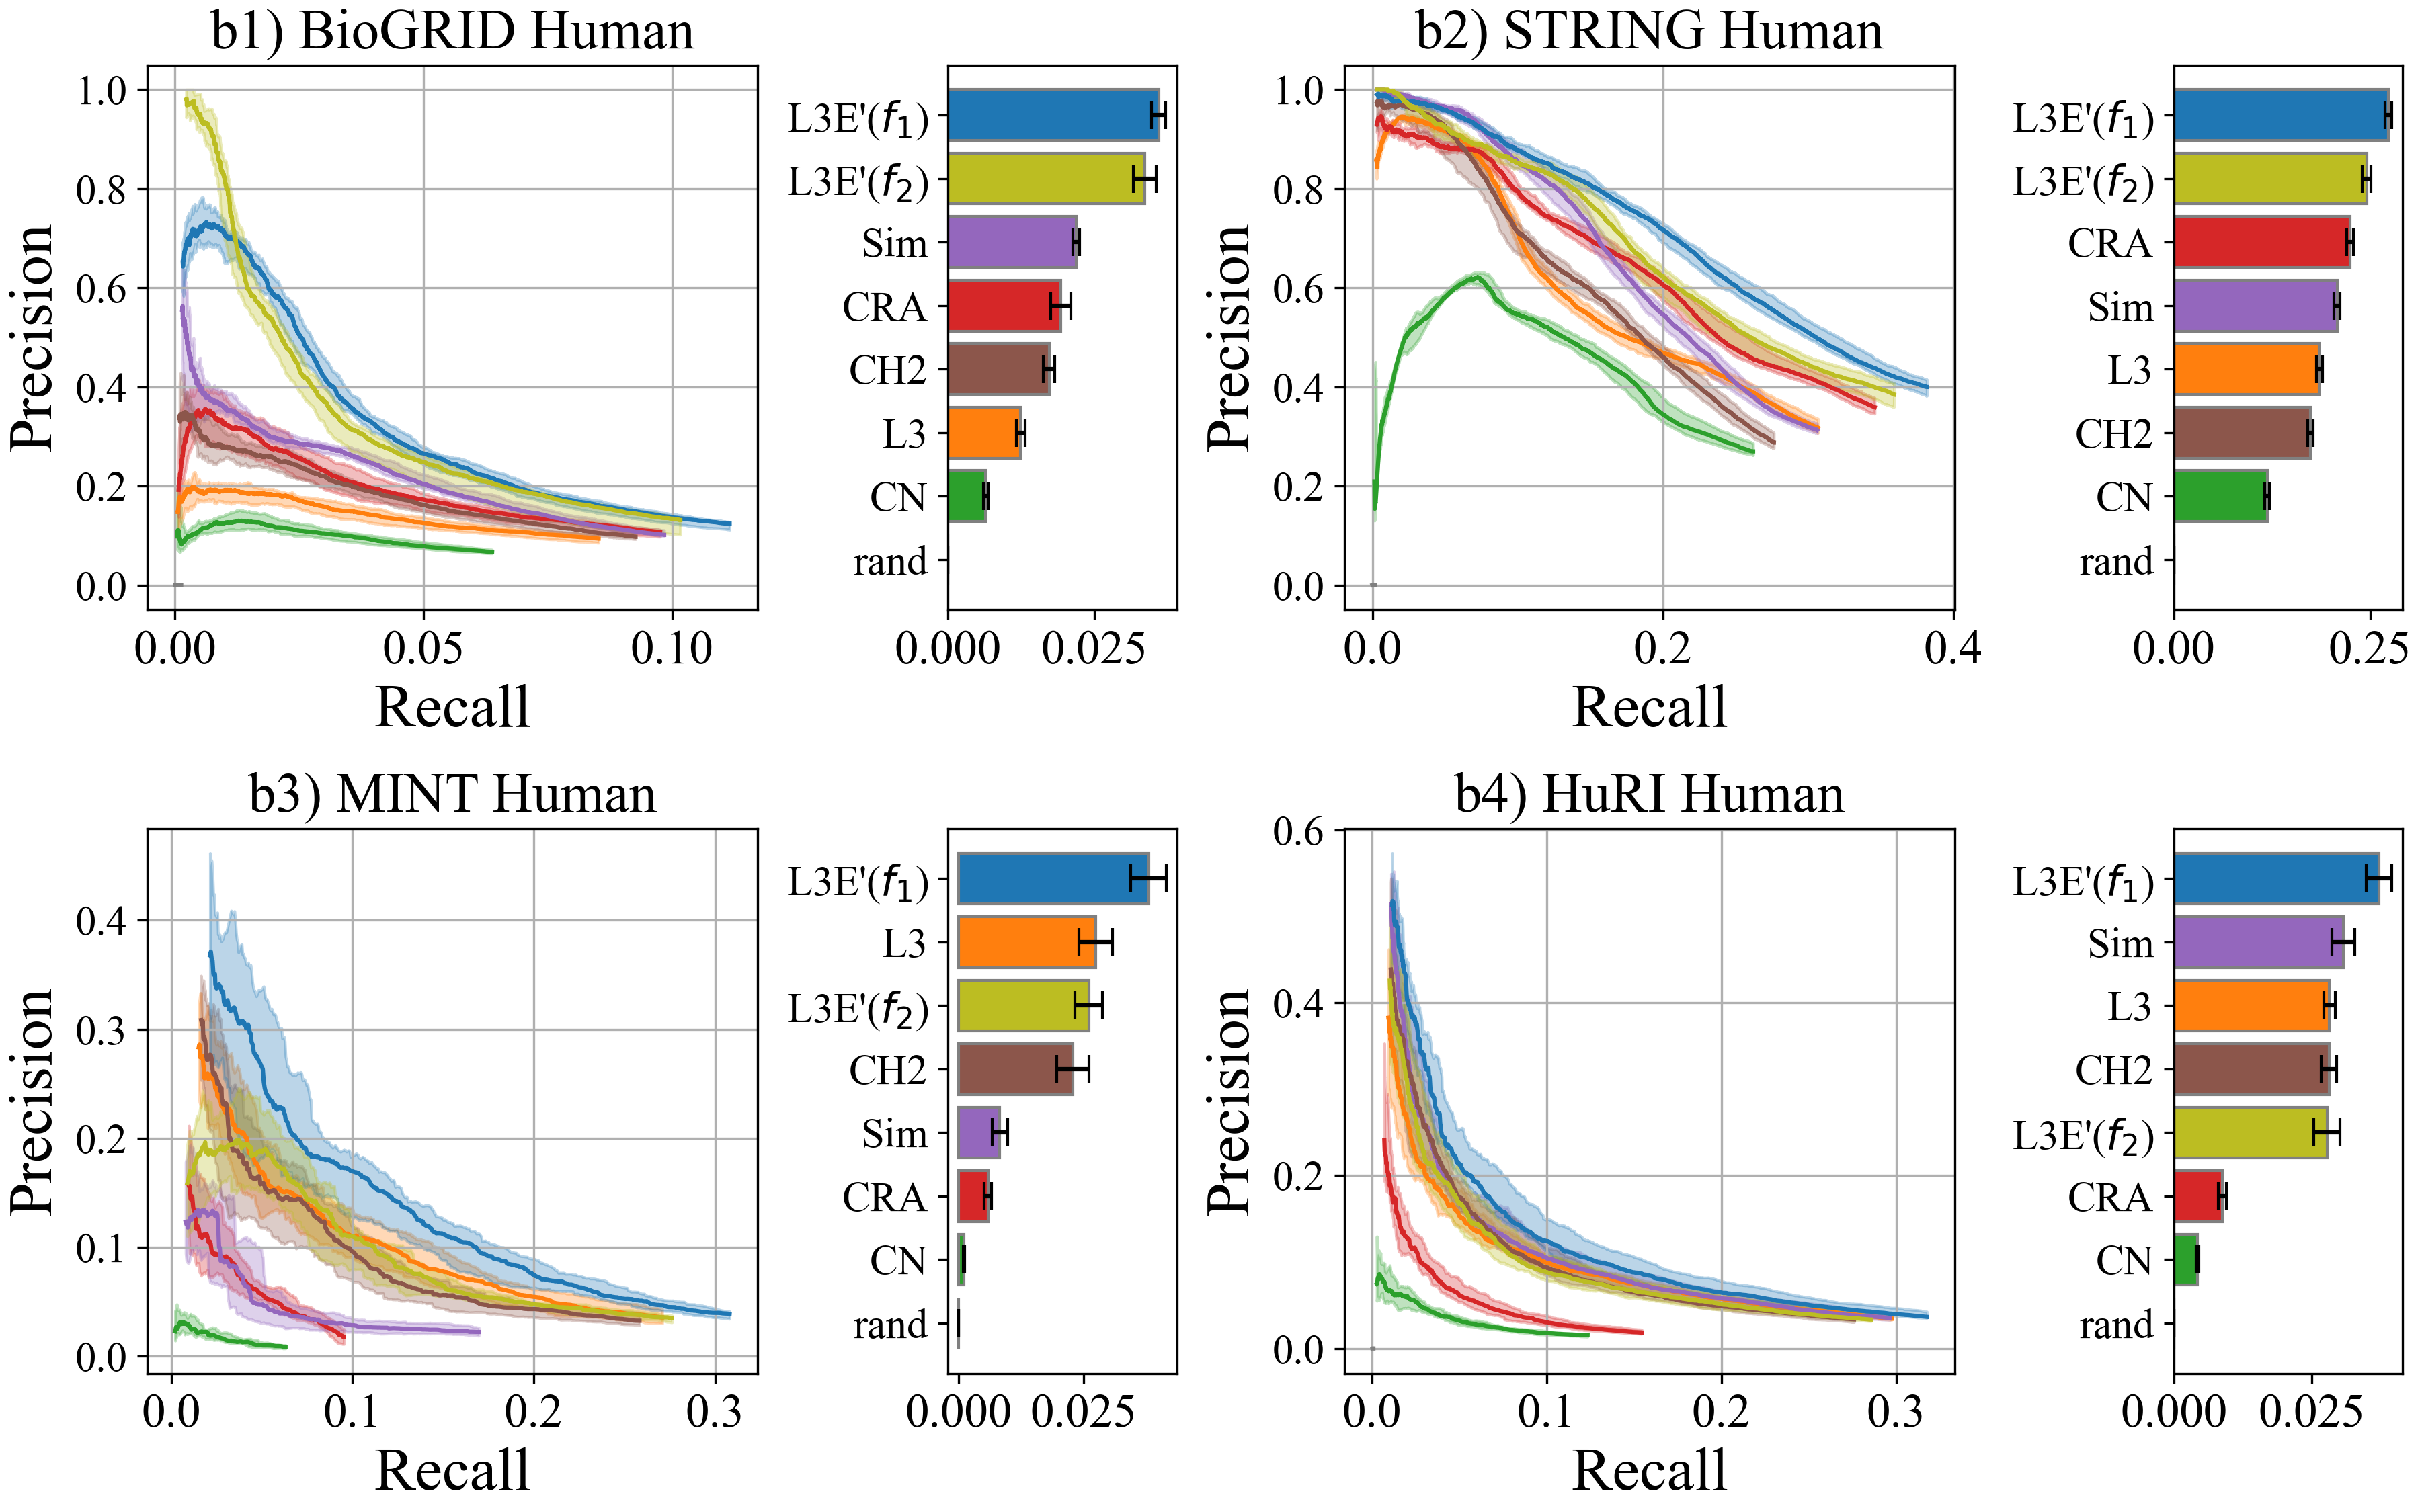 b1) BioGRID Human
Precision
1.0
0.8
0.6
0.4
0.2
0.0
0.00
0.05
0.10
Recall
L3E'(f1)
L3E'(f2)
Sim
CRA
CH2
L3
CN
rand
0.000
0.025
b2) STRING Human
Precision
1.0
0.8
0.6
0.4
0.2
0.0
0.0
0.2
0.4
Recall
L3E'(f1)
L3E'(f2)
CRA
Sim
L3
CH2
CN
rand
0.00
0.25
b3) MINT Human
Precision
0.4
0.3
0.2
0.1
0.0
0.0
0.1
0.2
0.3
Recall
L3E'(f1)
L3
L3E'(f2)
CH2
Sim
CRA
CN
rand
0.000
0.025
b4) HuRI Human
Precision
0.6
0.4
0.2
0.0
0.0
0.1
0.2
0.3
Recall
L3E'(f1)
Sim
L3
CH2
L3E'(f2)
CRA
CN
rand
0.000
0.025